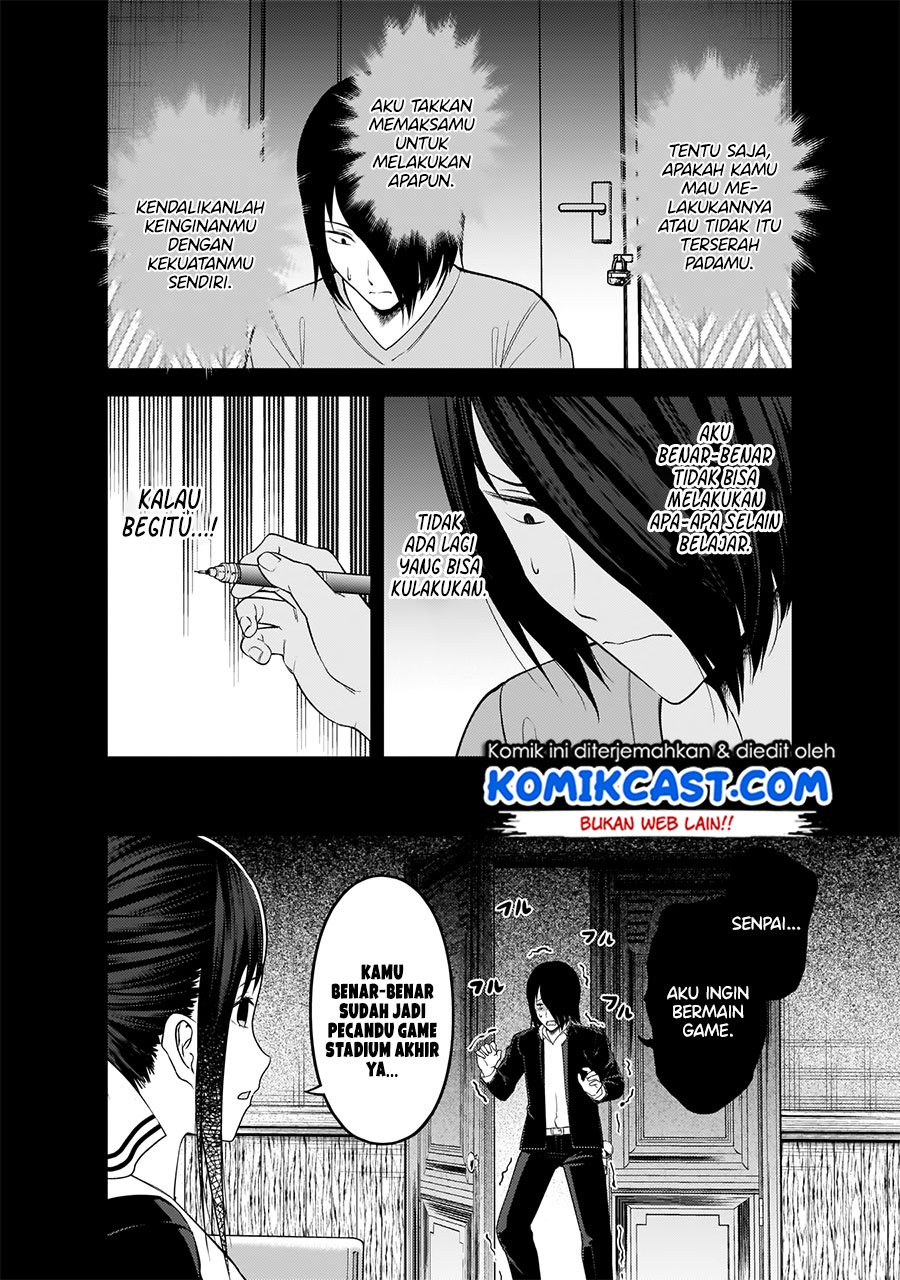 TENTU SAJA,
APAKAH KAMU
MAU ME-
LAKUKANNYA
ATAU TIDAK ITU
TERSERAH
PADAMU.
AKU TAKKAN
MEMAKSAMU
UNTUK
MELAKUKAN
APAPUN.
KENDALIKANLAH
KEINGINANMU
DENGAN
KEKUATANMU
SENDIRI.
AKU
BENAR-BENAR
TIDAK BISA
MELAKUKAN
APA-APA SELAIN
BELAJAR.
TIDAK
ADA LAGI
YANG BISA
KULAKUKAN.
KALAU
BEGITU...!
Komik ini diterjemahkan & diedit oleh
KOMIKCAST.COM
BUKAN WEB LAIN!!
SENPAI...
AKU INGIN
BERMAIN
GAME.
フル
フル
フル
フル
KAMU
BENAR-BENAR
SUDAH JADI
PECANDU GAME
STADIUM AKHIR
YA...